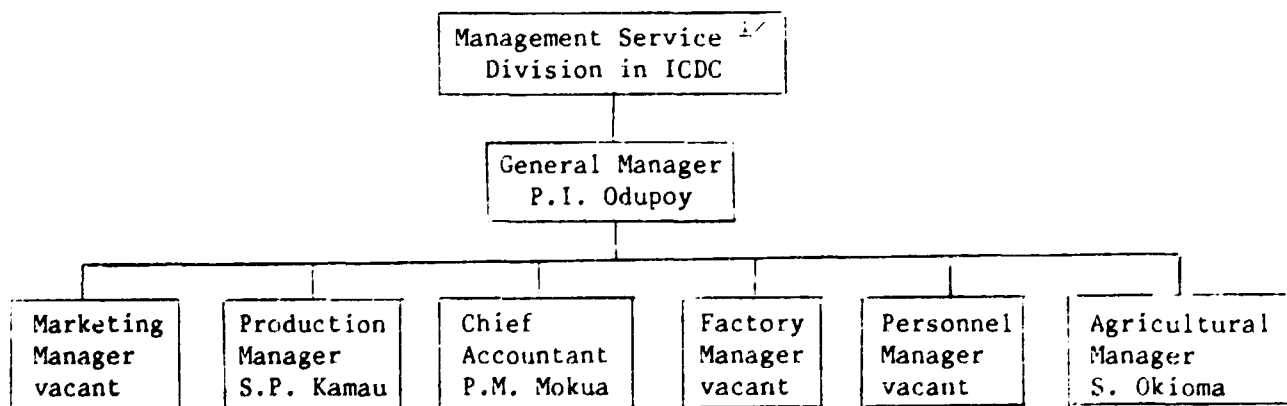 Management Service 1/
Division in ICDC
General Manager
P.I. Odupoy
Marketing
Manager
vacant
Production
Manager
S.P. Kamau
Chief
Accountant
P.M. Mokua
Factory
Manager
vacant
Personnel
Manager
vacant
Agricultural
Manager
S. Okioma